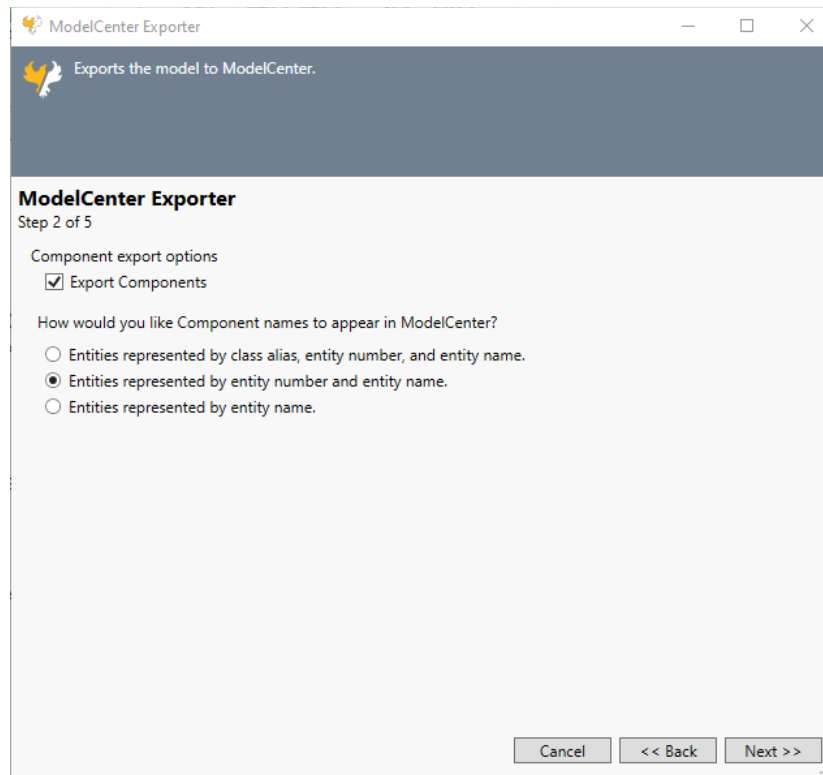 ModelCenter Exporter
Exports the model to ModelCenter.
ModelCenter Exporter
Step 2 of 5
Component export options
Export Components
How would you like Component names to appear in ModelCenter?
Entities represented by class alias, entity number, and entity name.
Entities represented by entity number and entity name.
Entities represented by entity name.
Cancel << Back Next >>